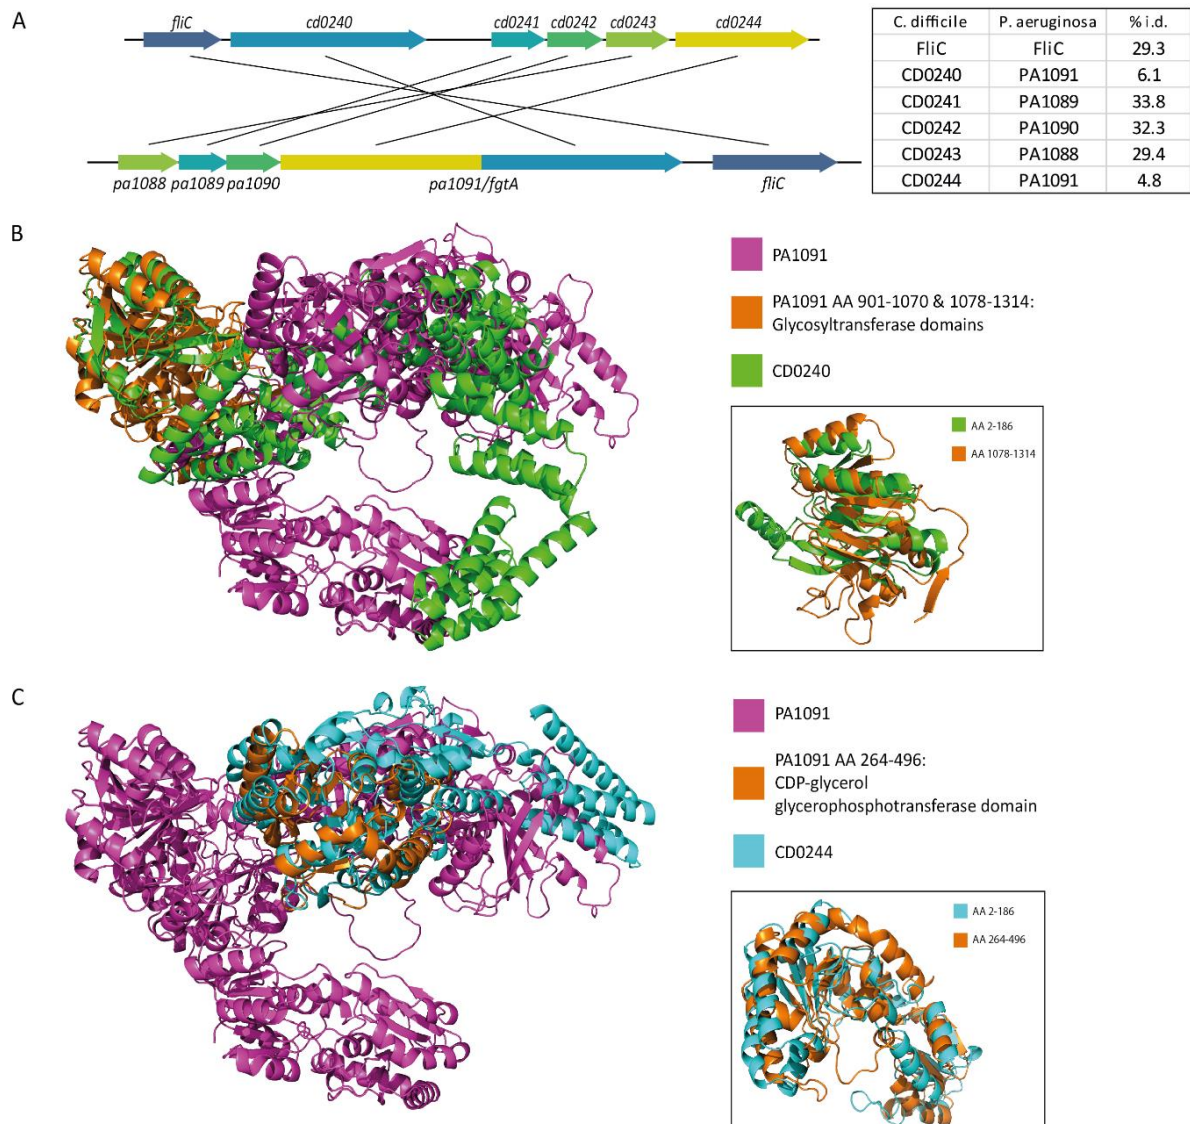 A
fliC cd0240 cd0241 cd0242 cd0243 cd0244
pa1088 pa1089 pa1090 pa1091/fgtA fliC
C. difficile P. aeruginosa % i.d.
FliC FliC 29.3
CD0240 PA1091 6.1
CD0241 PA1089 33.8
CD0242 PA1090 32.3
CD0243 PA1088 29.4
CD0244 PA1091 4.8
B
PA1091
PA1091 AA 901-1070 & 1078-1314:
Glycosyltransferase domains
CD0240
AA 2-186
AA 1078-1314
C
PA1091
PA1091 AA 264-496:
CDP-glycerol
glycerophosphotransferase domain
CD0244
AA 2-186
AA 264-496